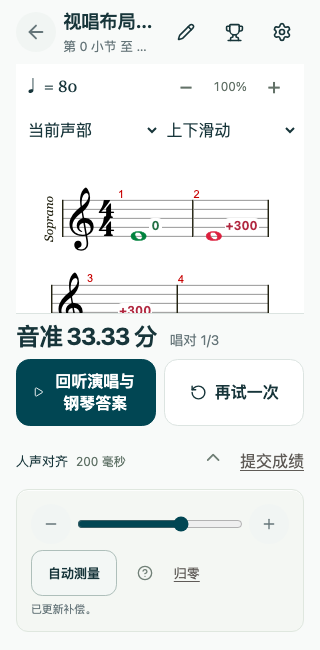 视唱布局...
第 0 小节 至 ...
♩ = 80
100%
当前声部
上下滑动
1
2
Soprano
4
4
0
+300
3
4
+300
音准 33.33 分
唱对 1/3
回听演唱与
钢琴答案
再试一次
人声对齐 200 毫秒
提交成绩
自动测量
归零
已更新补偿。